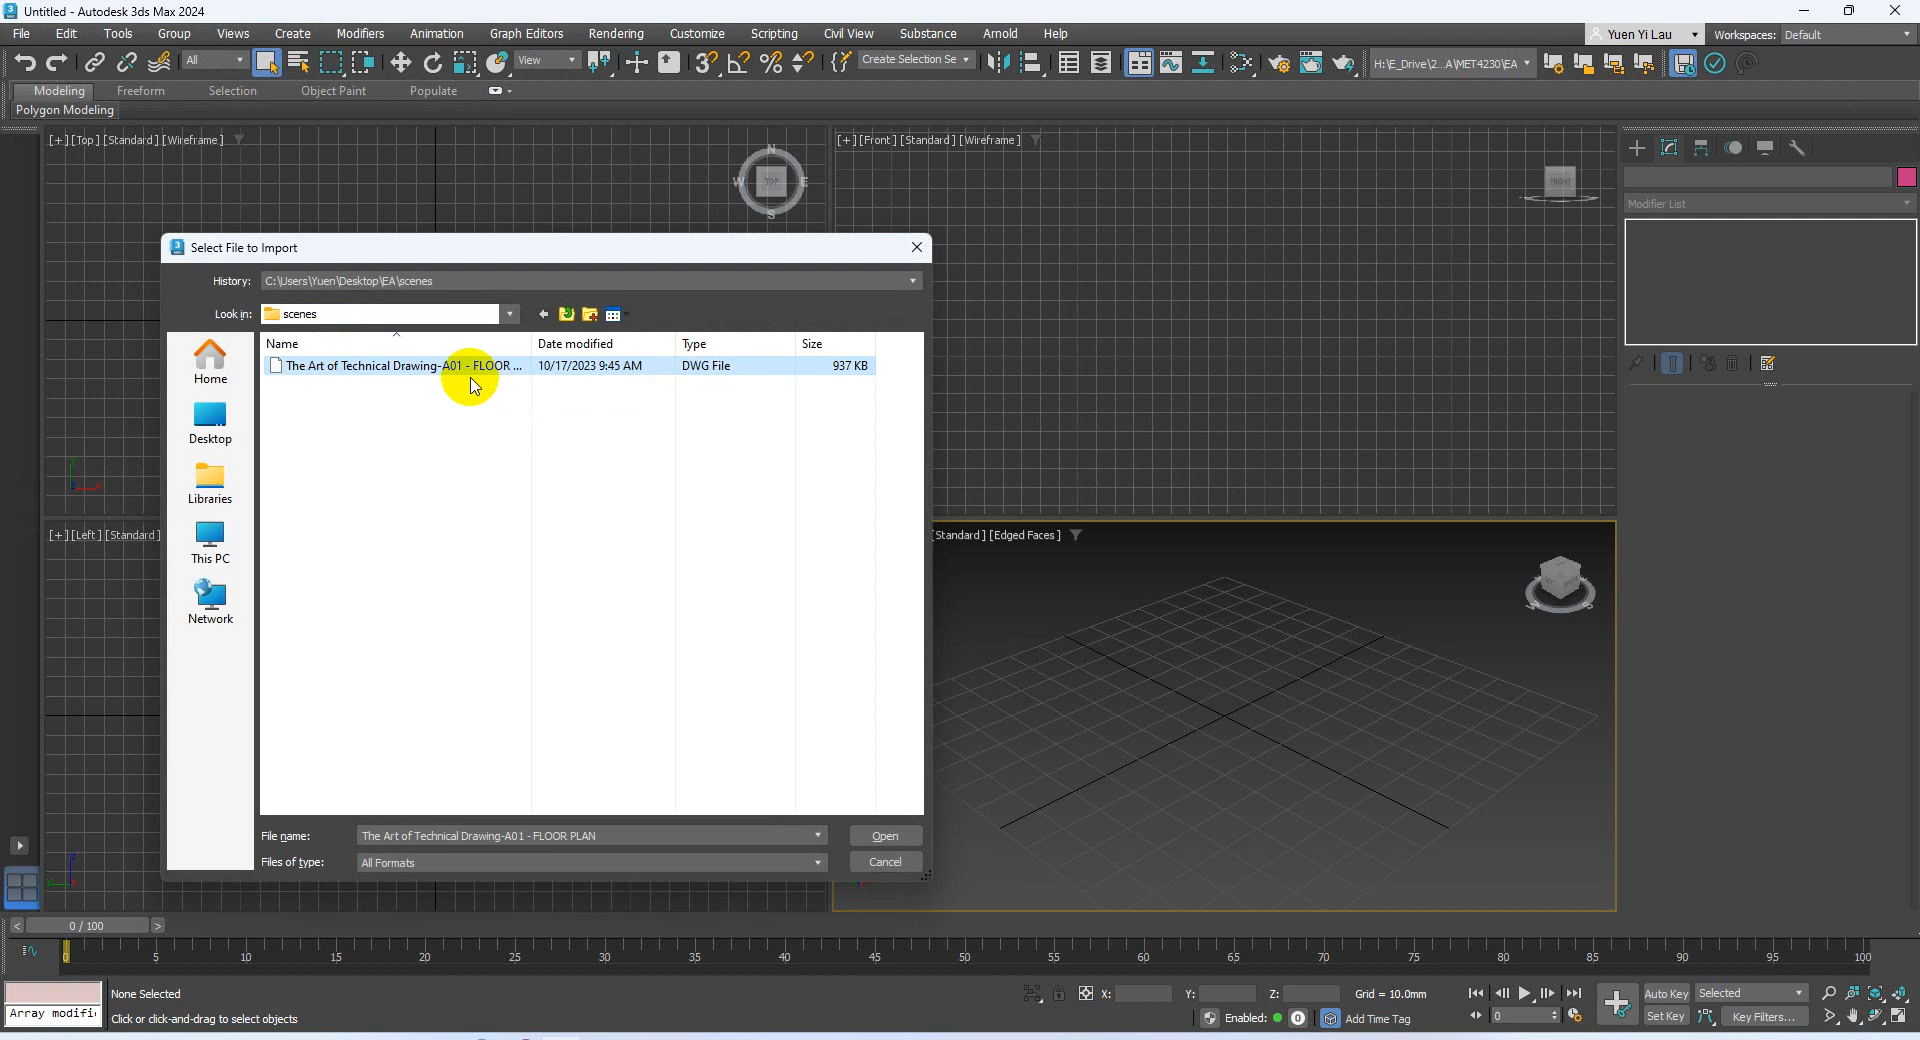 Untitled - Autodesk 3ds Max 2024
File Edit Tools Group Views Create Modifiers Animation Graph Editors Rendering Customize Scripting Civil View Substance Arnold Help Yuen Yi Lau Workspaces: Default
All View Create Selection Se H:\E_Drive\2...A\MET4230\EA
Modeling Freeform Selection Object Paint Populate
Polygon Modeling
[+] [Top] [Standard] [Wireframe]
[+] [Front] [Standard] [Wireframe]
N
W TOP E
S
FRONT
Modifier List
Select File to Import
History: C:\Users\Yuen\Desktop\EA\scenes
Look in: scenes
Name Date modified Type Size
The Art of Technical Drawing-A01 - FLOOR ... 10/17/2023 9:45 AM DWG File 937 KB
Home
Desktop
Libraries
This PC
Network
[+] [Left] [Standard]
[Standard] [Edged Faces]
File name: The Art of Technical Drawing-A01 - FLOOR PLAN Open
Files of type: All Formats Cancel
< 0 / 100 >
0 5 10 15 20 25 30 35 40 45 50 55 60 65 70 75 80 85 90 95 100
None Selected X: Y: Z: Grid = 10.0mm Auto Key Selected
Array modifi Click or click-and-drag to select objects Enabled: 0 Add Time Tag 0 Set Key Key Filters...